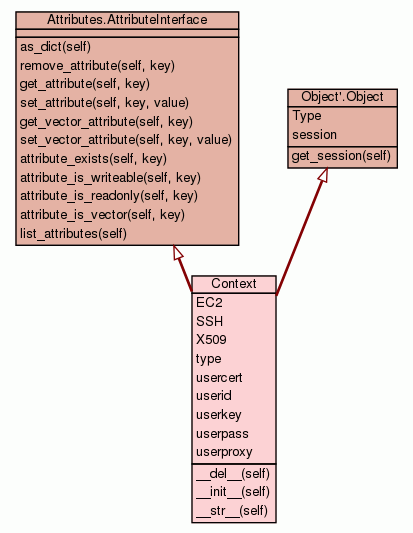 Attributes.AttributeInterface
as_dict(self)
remove_attribute(self, key)
get_attribute(self, key)
set_attribute(self, key, value)
get_vector_attribute(self, key)
set_vector_attribute(self, key, value)
attribute_exists(self, key)
attribute_is_writeable(self, key)
attribute_is_readonly(self, key)
attribute_is_vector(self, key)
list_attributes(self)
Object'.Object
Type
session
get_session(self)
Context
EC2
SSH
X509
type
usercert
userid
userkey
userpass
userproxy
__del__(self)
__init__(self)
__str__(self)